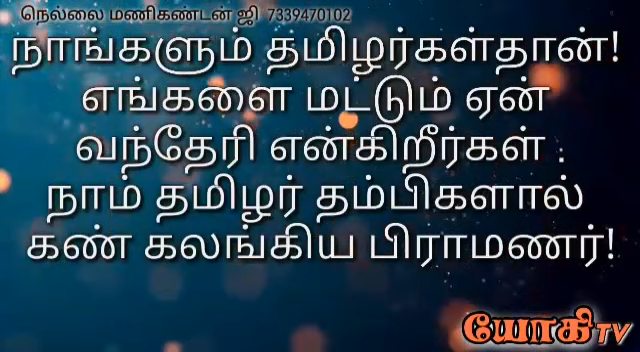 நெல்லை மணிகண்டன் ஜி 7339470102
நாங்களும் தமிழர்கள்தான்!
எங்களை மட்டும் ஏன்
வந்தேரி என்கிறீர்கள் .
நாம் தமிழர் தம்பிகளால்
கண் கலங்கிய பிராமணர்!
யோகி TV